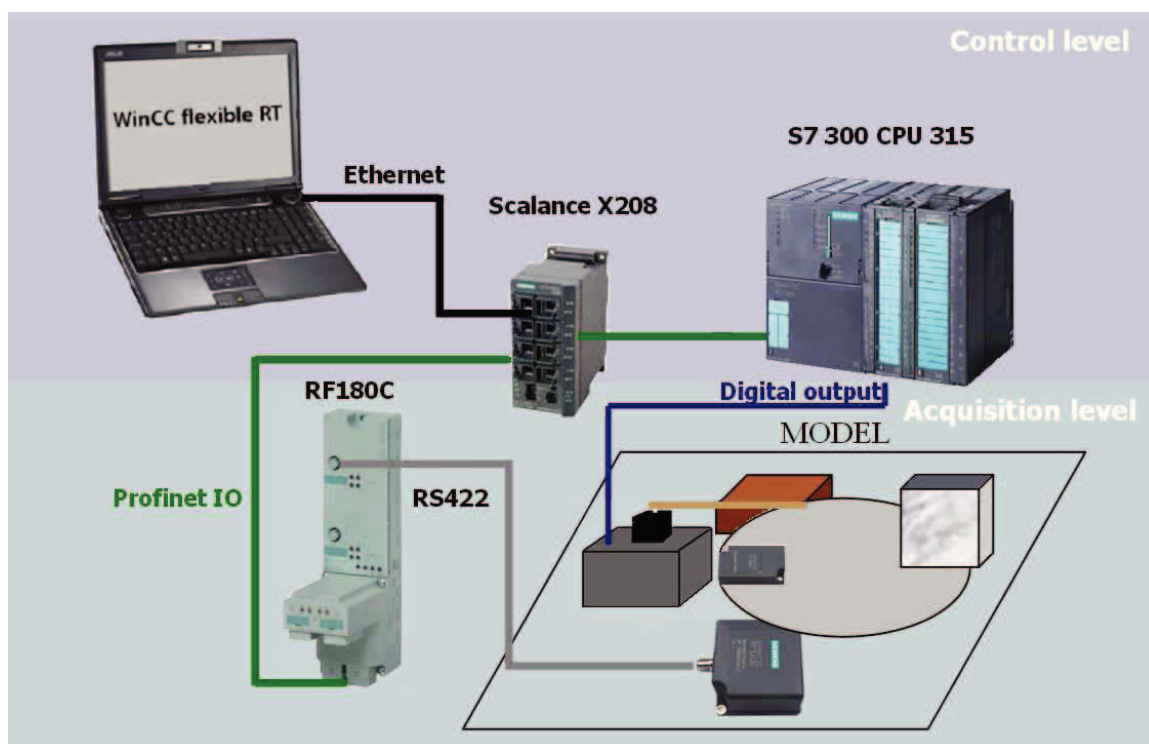 Control level
WinCC flexible RT
S7 300 CPU 315
Ethernet
Scalance X208
RF180C
Digital output
Acquisition level
MODEL
Profinet IO
RS422